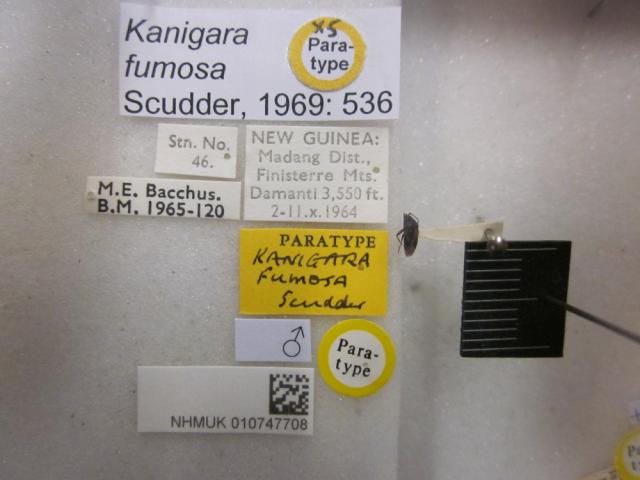 Kanigara
fumosa
Scudder, 1969: 536
x5
Para-
type
Stn. No.
46.
NEW GUINEA:
Madang Dist.,
Finisterre Mts.
Damanti 3,550 ft.
2-11.x.1964
M.E. Bacchus.
B.M. 1965-120
PARATYPE
KANIGARA
FUMOSA
Scudder
♂
Para-
type
NHMUK 010747708